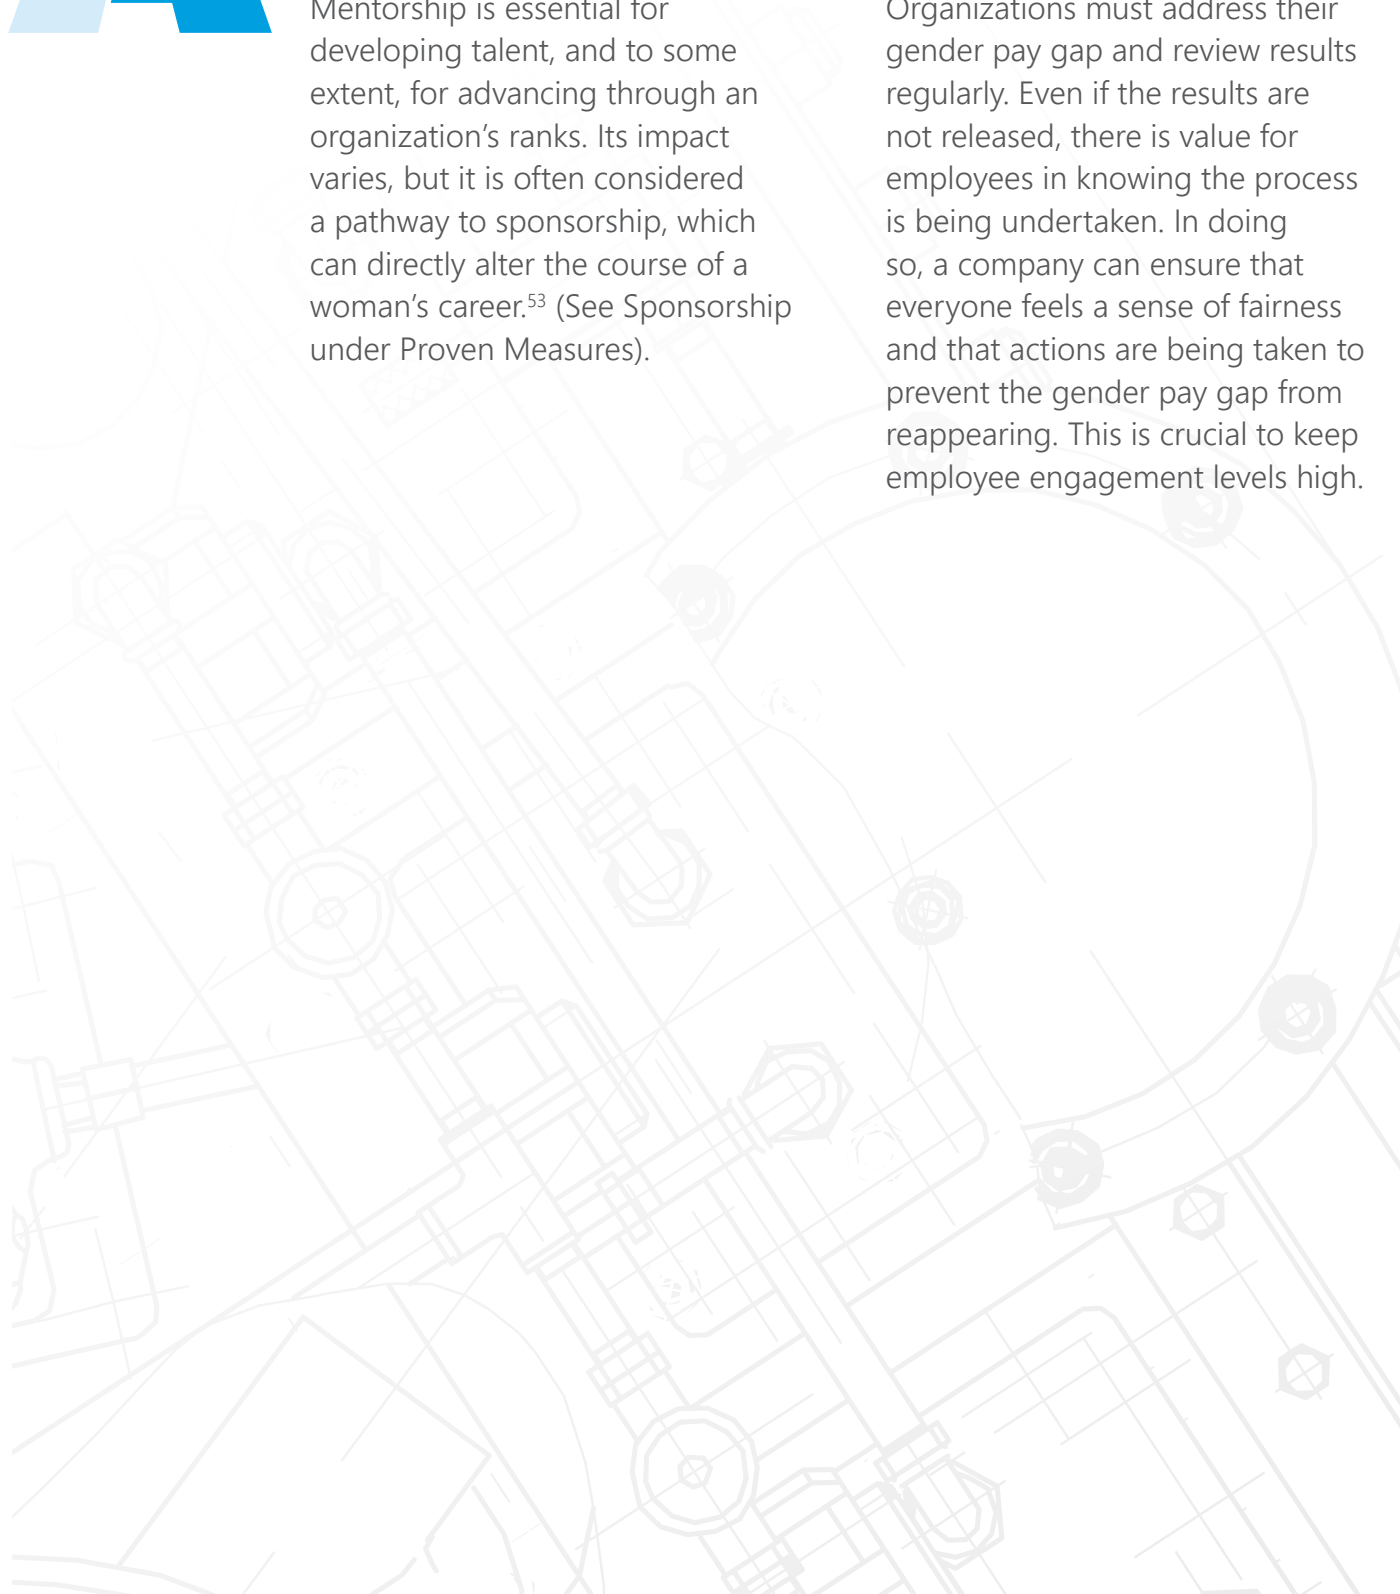 Mentorship is essential for
developing talent, and to some
extent, for advancing through an
organization’s ranks. Its impact
varies, but it is often considered
a pathway to sponsorship, which
can directly alter the course of a
woman’s career.53 (See Sponsorship
under Proven Measures).
Organizations must address their
gender pay gap and review results
regularly. Even if the results are
not released, there is value for
employees in knowing the process
is being undertaken. In doing
so, a company can ensure that
everyone feels a sense of fairness
and that actions are being taken to
prevent the gender pay gap from
reappearing. This is crucial to keep
employee engagement levels high.